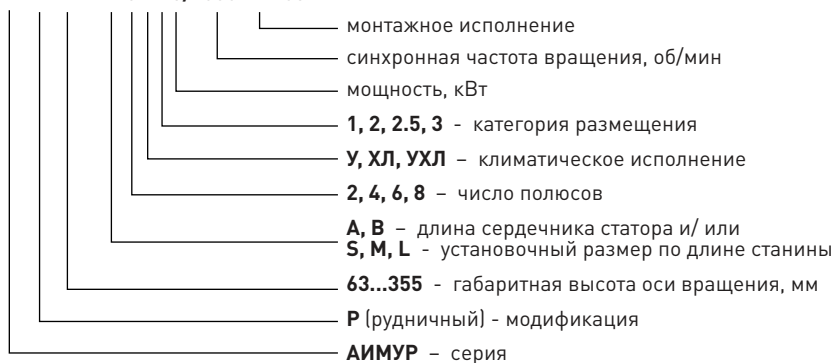 монтажное исполнение
синхронная частота вращения, об/мин
мощность, кВт
1, 2, 2.5, 3 - категория размещения
У, ХЛ, УХЛ – климатическое исполнение
2, 4, 6, 8 – число полюсов
А, В – длина сердечника статора и/ или
S, M, L - установочный размер по длине станины
63...355 - габаритная высота оси вращения, мм
Р (рудничный) - модификация
АИМУР – серия